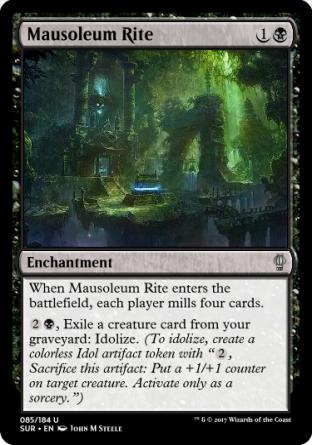 Mausoleum Rite 1
Enchantment
When Mausoleum Rite enters the
battlefield, each player mills four cards.
2, Exile a creature card from your
graveyard: Idolize. (To idolize, create a
colorless Idol artifact token with “2,
Sacrifice this artifact: Put a +1/+1 counter
on target creature. Activate only as a
sorcery.”)
085/184 U
SUR • EN JOHN M STEELE
™ & © 2017 Wizards of the Coast